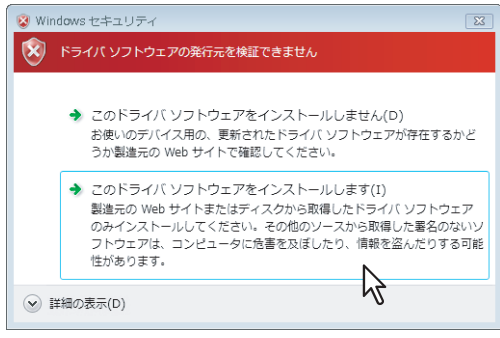 Windows セキュリティ
ドライバ ソフトウェアの発行元を検証できません
このドライバ ソフトウェアをインストールしません(D)
お使いのデバイス用の、更新されたドライバ ソフトウェアが存在するかど
うか製造元の Web サイトで確認してください。
このドライバ ソフトウェアをインストールします(I)
製造元の Web サイトまたはディスクから取得したドライバ ソフトウェア
のみインストールしてください。その他のソースから取得した署名のないソ
フトウェアは、コンピュータに危害を及ぼしたり、情報を盗んだりする可能
性があります。
詳細の表示(D)